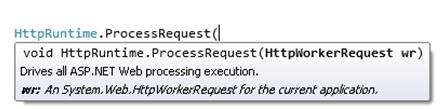 HttpRuntime.ProcessRequest(
void HttpRuntime.ProcessRequest(HttpWorkerRequest wr)
Drives all ASP.NET Web processing execution.
wr: An System.Web.HttpWorkerRequest for the current application.